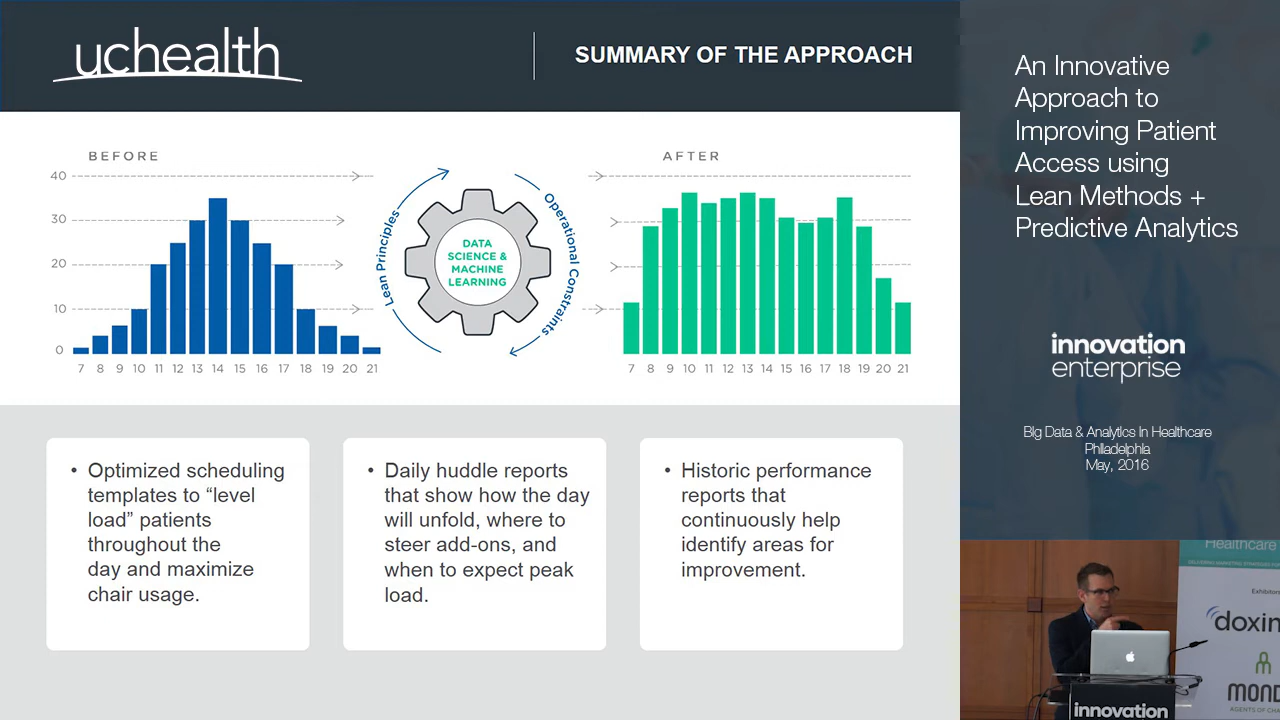 uchealth
SUMMARY OF THE APPROACH
BEFORE
40
30
20
10
0
7 8 9 10 11 12 13 14 15 16 17 18 19 20 21
Lean Principles
DATA
SCIENCE &
MACHINE
LEARNING
Operational Constraints
AFTER
7 8 9 10 11 12 13 14 15 16 17 18 19 20 21
• Optimized scheduling
templates to “level
load” patients
throughout the
day and maximize
chair usage.
• Daily huddle reports
that show how the day
will unfold, where to
steer add-ons, and
when to expect peak
load.
• Historic performance
reports that
continuously help
identify areas for
improvement.
An Innovative
Approach to
Improving Patient
Access using
Lean Methods +
Predictive Analytics
innovation
enterprise
Big Data & Analytics in Healthcare
Philadelphia
May, 2016
Healthcare
Exhibitors
doxim
MOND
AGENTS OF CHA
innovation